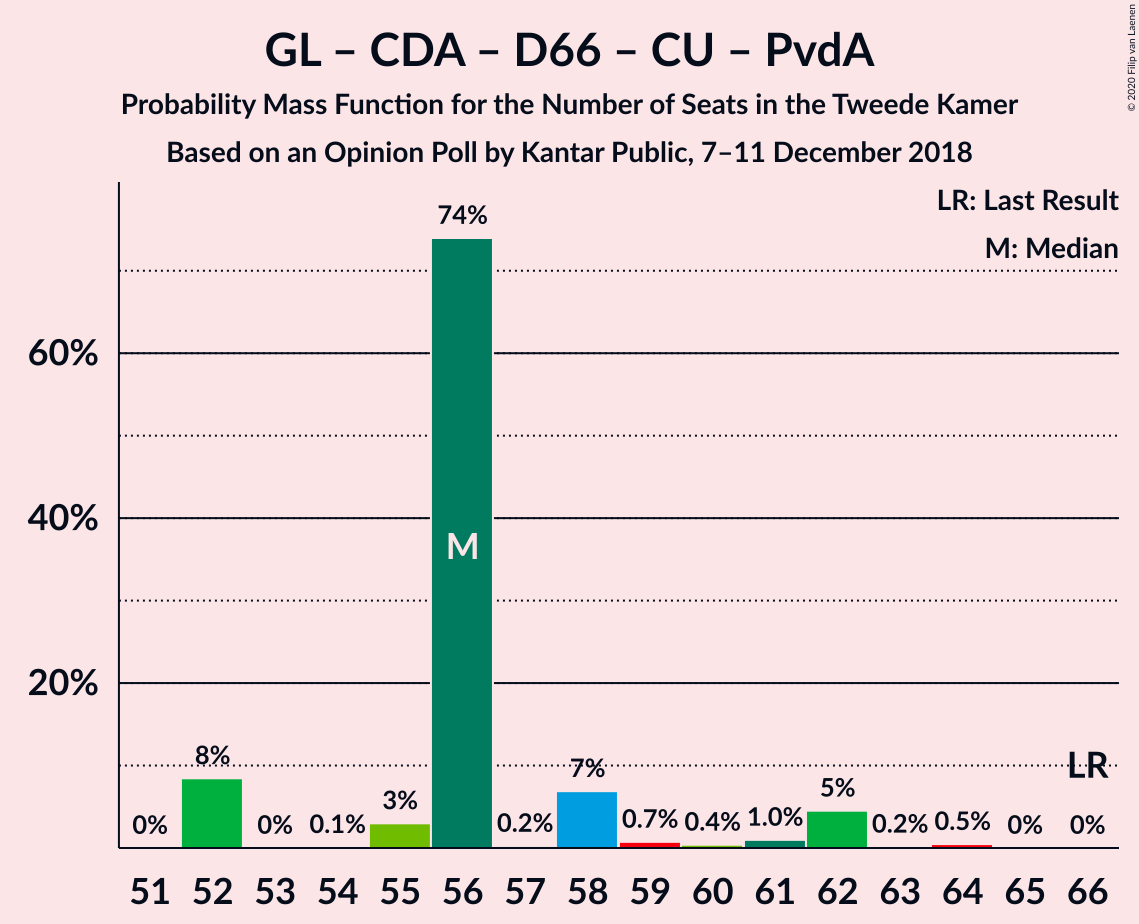 GL – CDA – D66 – CU – PvdA
Probability Mass Function for the Number of Seats in the Tweede Kamer
Based on an Opinion Poll by Kantar Public, 7–11 December 2018
© 2020 Filip van Laenen
LR: Last Result
M: Median
60%
40%
20%
0%
8%
0%
0.1%
3%
74%
0.2%
7%
0.7%
0.4%
1.0%
5%
0.2%
0.5%
0%
0%
M
LR
51 52 53 54 55 56 57 58 59 60 61 62 63 64 65 66